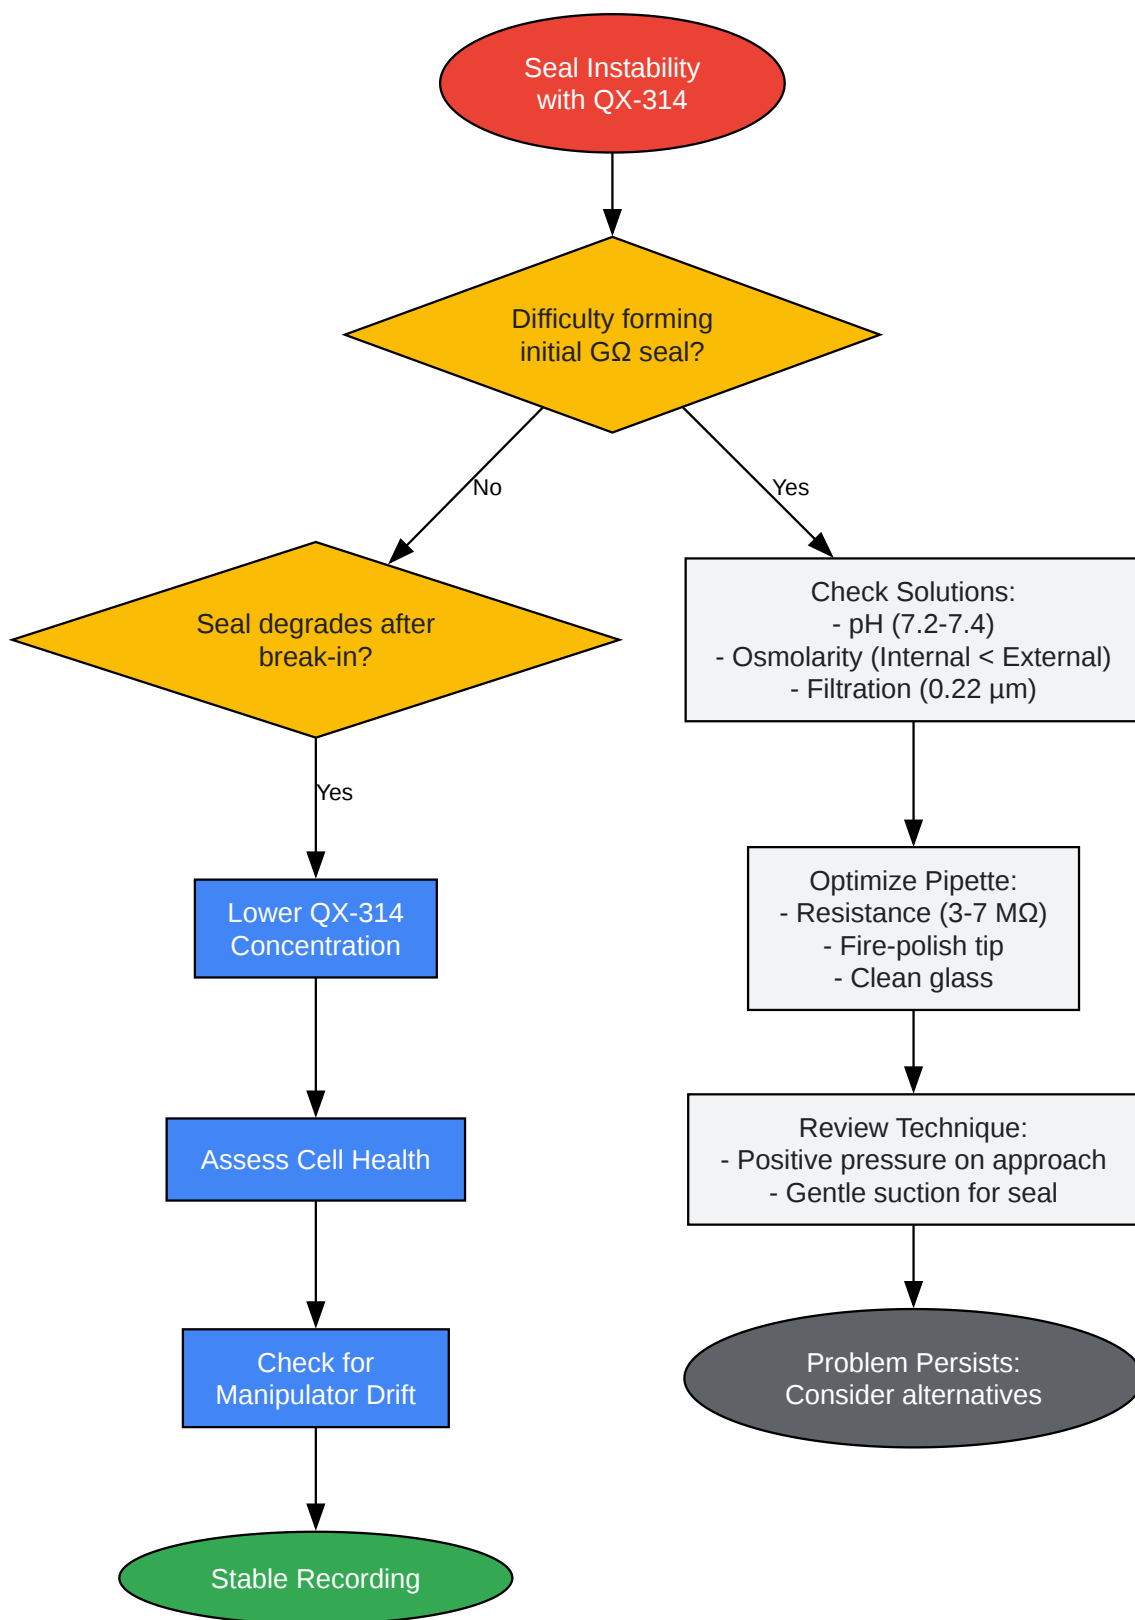 Seal Instability
with QX-314
Difficulty forming
initial GΩ seal?
No
Yes
Seal degrades after
break-in?
Check Solutions:
- pH (7.2-7.4)
- Osmolarity (Internal < External)
- Filtration (0.22 µm)
Yes
Lower QX-314
Concentration
Optimize Pipette:
- Resistance (3-7 MΩ)
- Fire-polish tip
- Clean glass
Assess Cell Health
Review Technique:
- Positive pressure on approach
- Gentle suction for seal
Check for
Manipulator Drift
Problem Persists:
Consider alternatives
Stable Recording